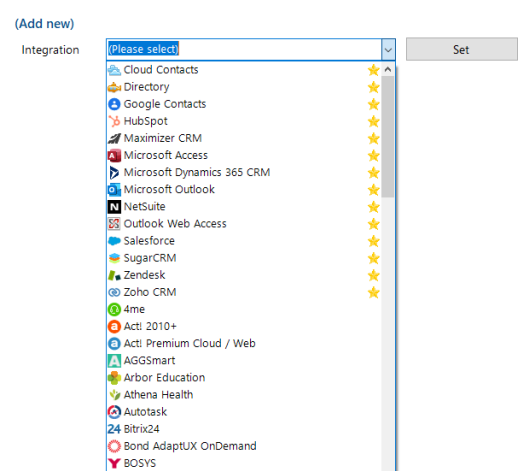 (Add new)
Integration (Please select) Set
Cloud Contacts
Directory
Google Contacts
HubSpot
Maximizer CRM
Microsoft Access
Microsoft Dynamics 365 CRM
Microsoft Outlook
NetSuite
Outlook Web Access
Salesforce
SugarCRM
Zendesk
Zoho CRM
4me
Act! 2010+
Act! Premium Cloud / Web
AGGSmart
Arbor Education
Athena Health
Autotask
24 Bitrix24
Bond AdaptUX OnDemand
BOSYS